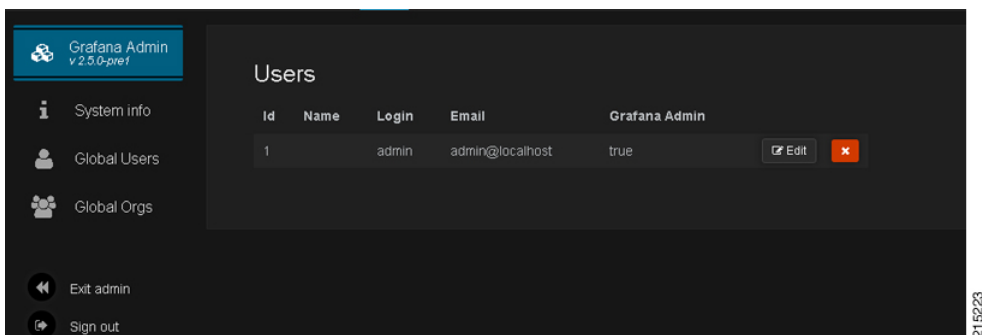 Grafana Admin
v 2.5.0-pre1
System info
Global Users
Global Orgs
Exit admin
Sign out
Users
Id Name Login Email Grafana Admin
1 admin admin@localhost true Edit
215223